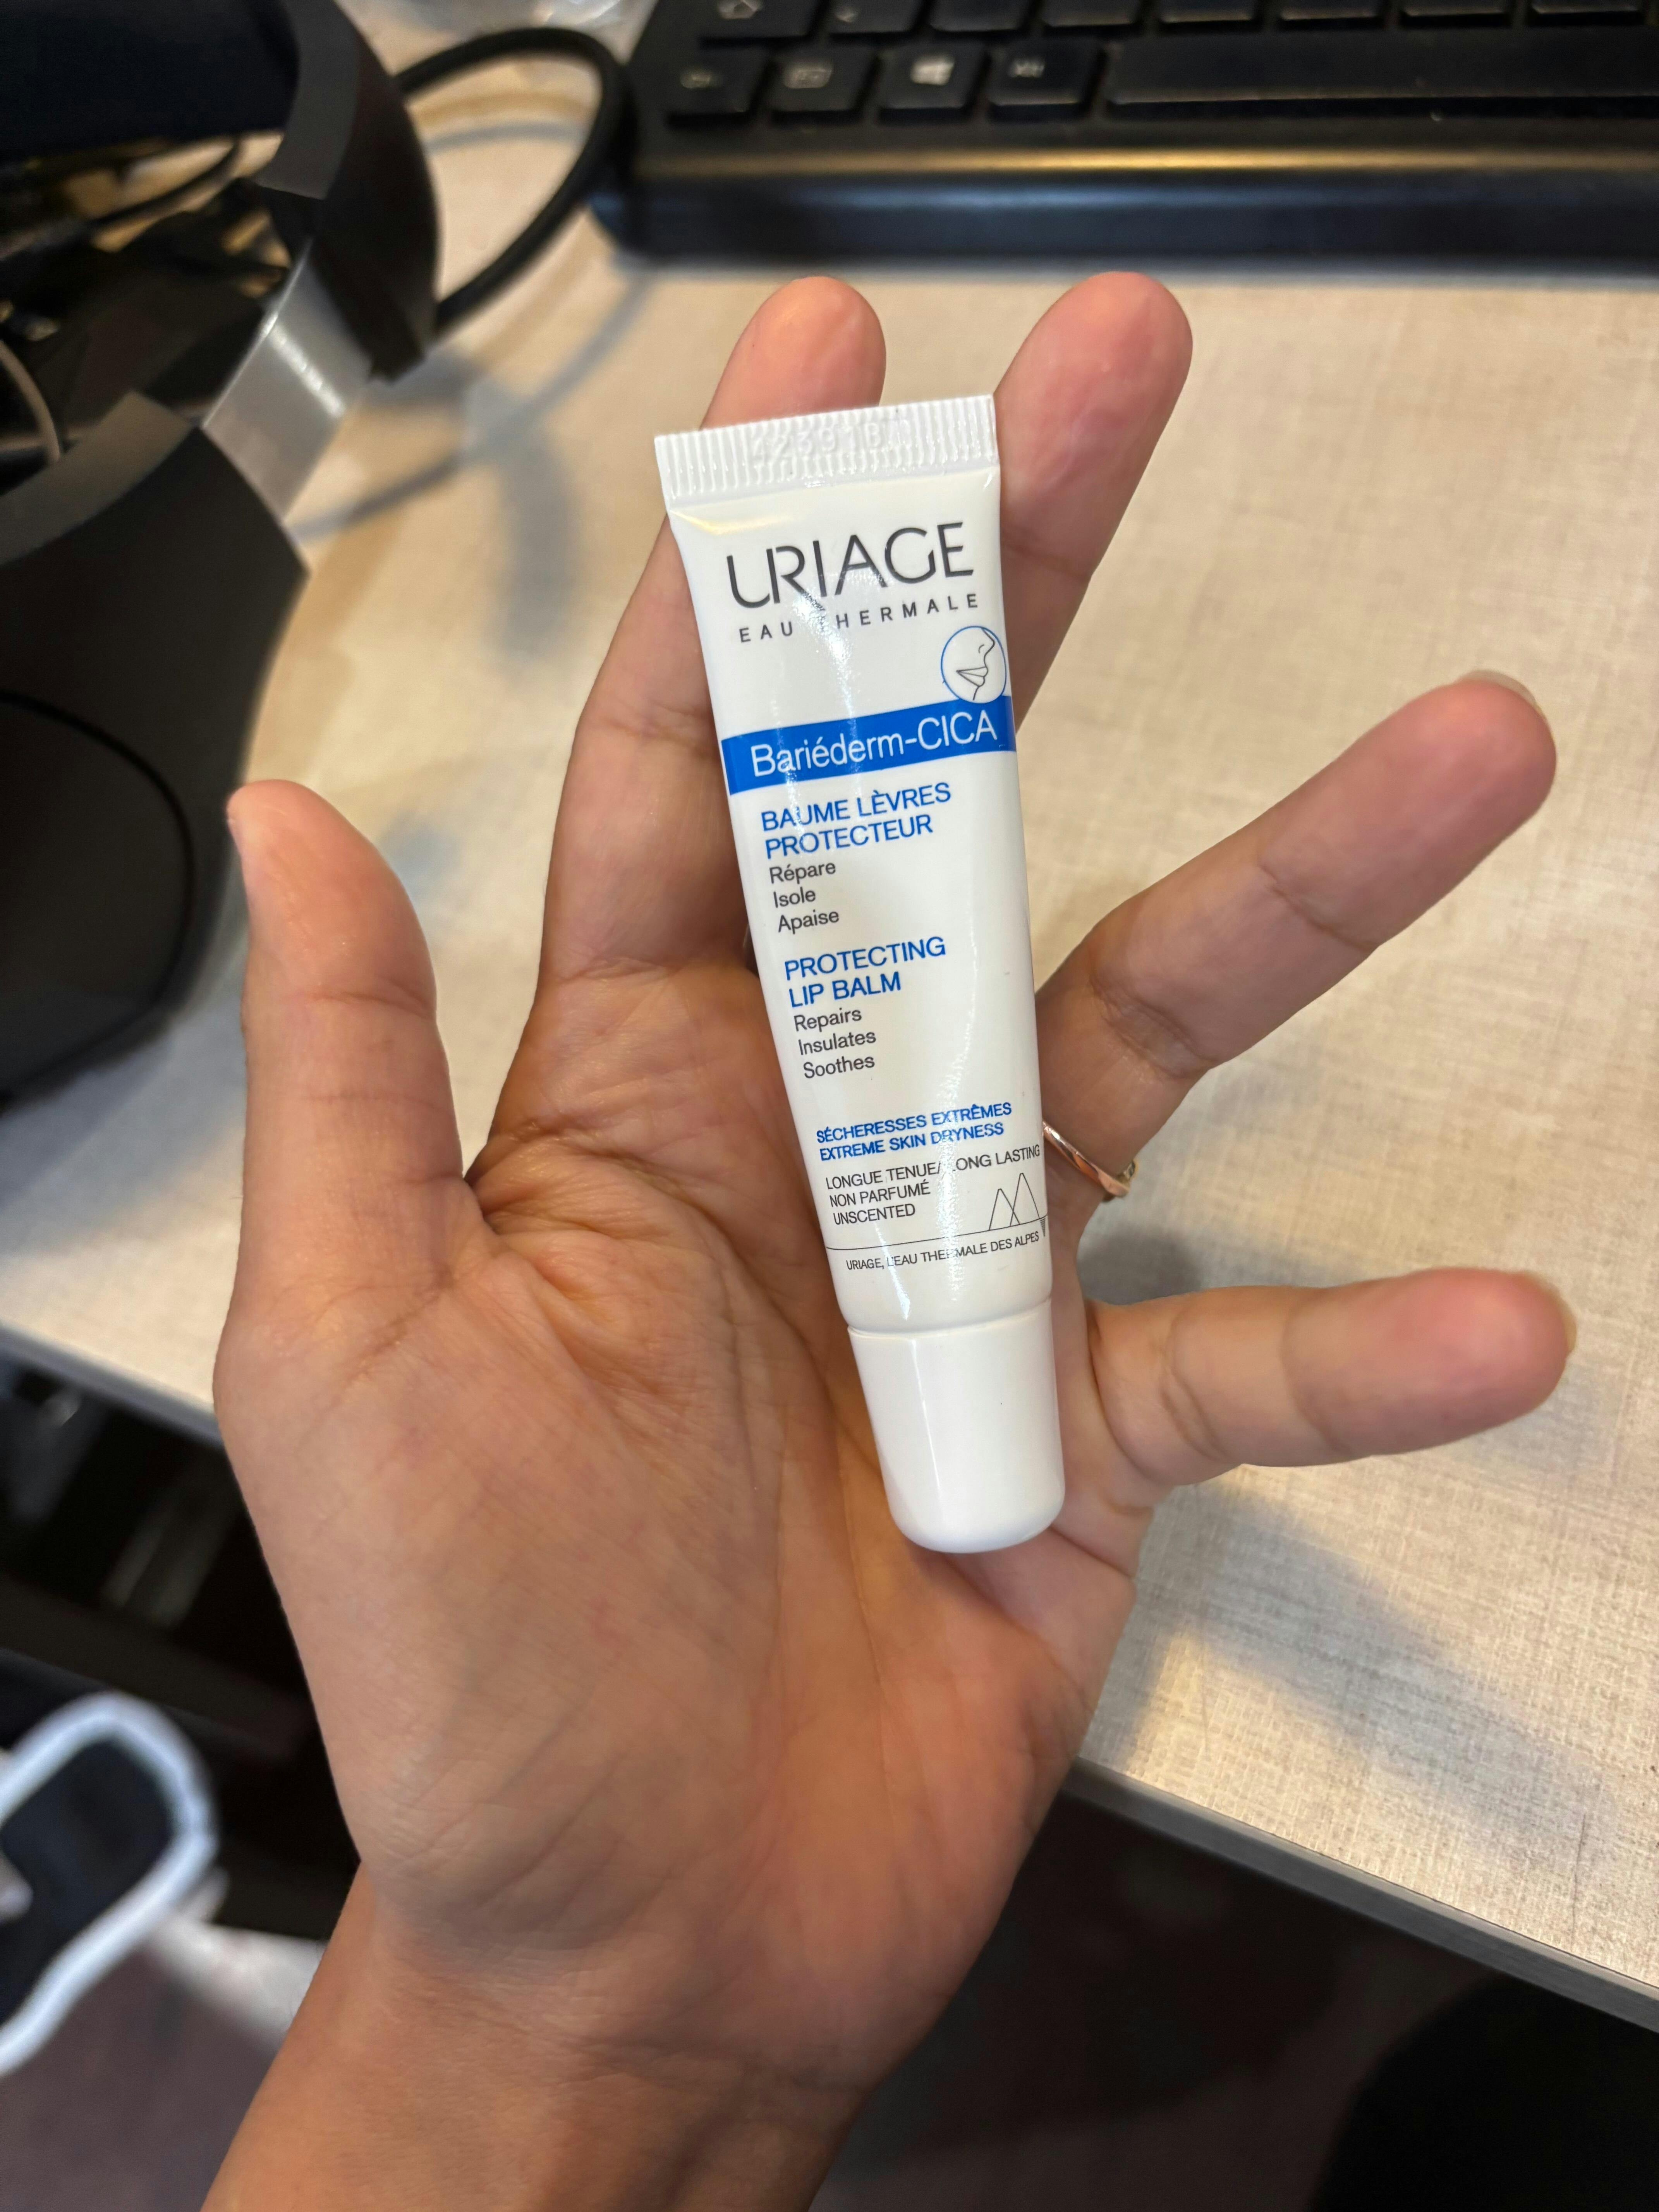 URIAGE
EAU THERMALE
Bariéderm-CICA
BAUME LÈVRES
PROTECTEUR
Répare
Isole
Apaise
PROTECTING
LIP BALM
Repairs
Insulates
Soothes
SÉCHERESSES EXTRÊMES
EXTREME SKIN DRYNESS
LONGUE TENUE/LONG LASTING
NON PARFUMÉ
UNSCENTED
URIAGE, L'EAU THERMALE DES ALPES